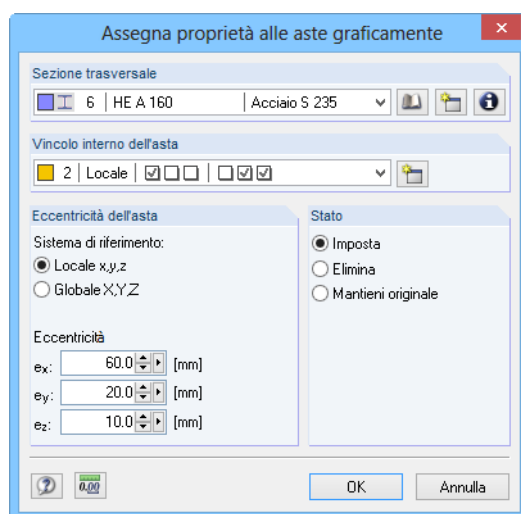 Assegna proprietà alle aste graficamente
Sezione trasversale
6 | HE A 160 | Acciaio S 235
Vincolo interno dell'asta
2 | Locale |
Eccentricità dell'asta
Sistema di riferimento:
Locale x,y,z
Globale X,Y,Z
Eccentricità
ex: 60.0 [mm]
ey: 20.0 [mm]
ez: 10.0 [mm]
Stato
Imposta
Elimina
Mantieni originale
0.00
OK
Annulla